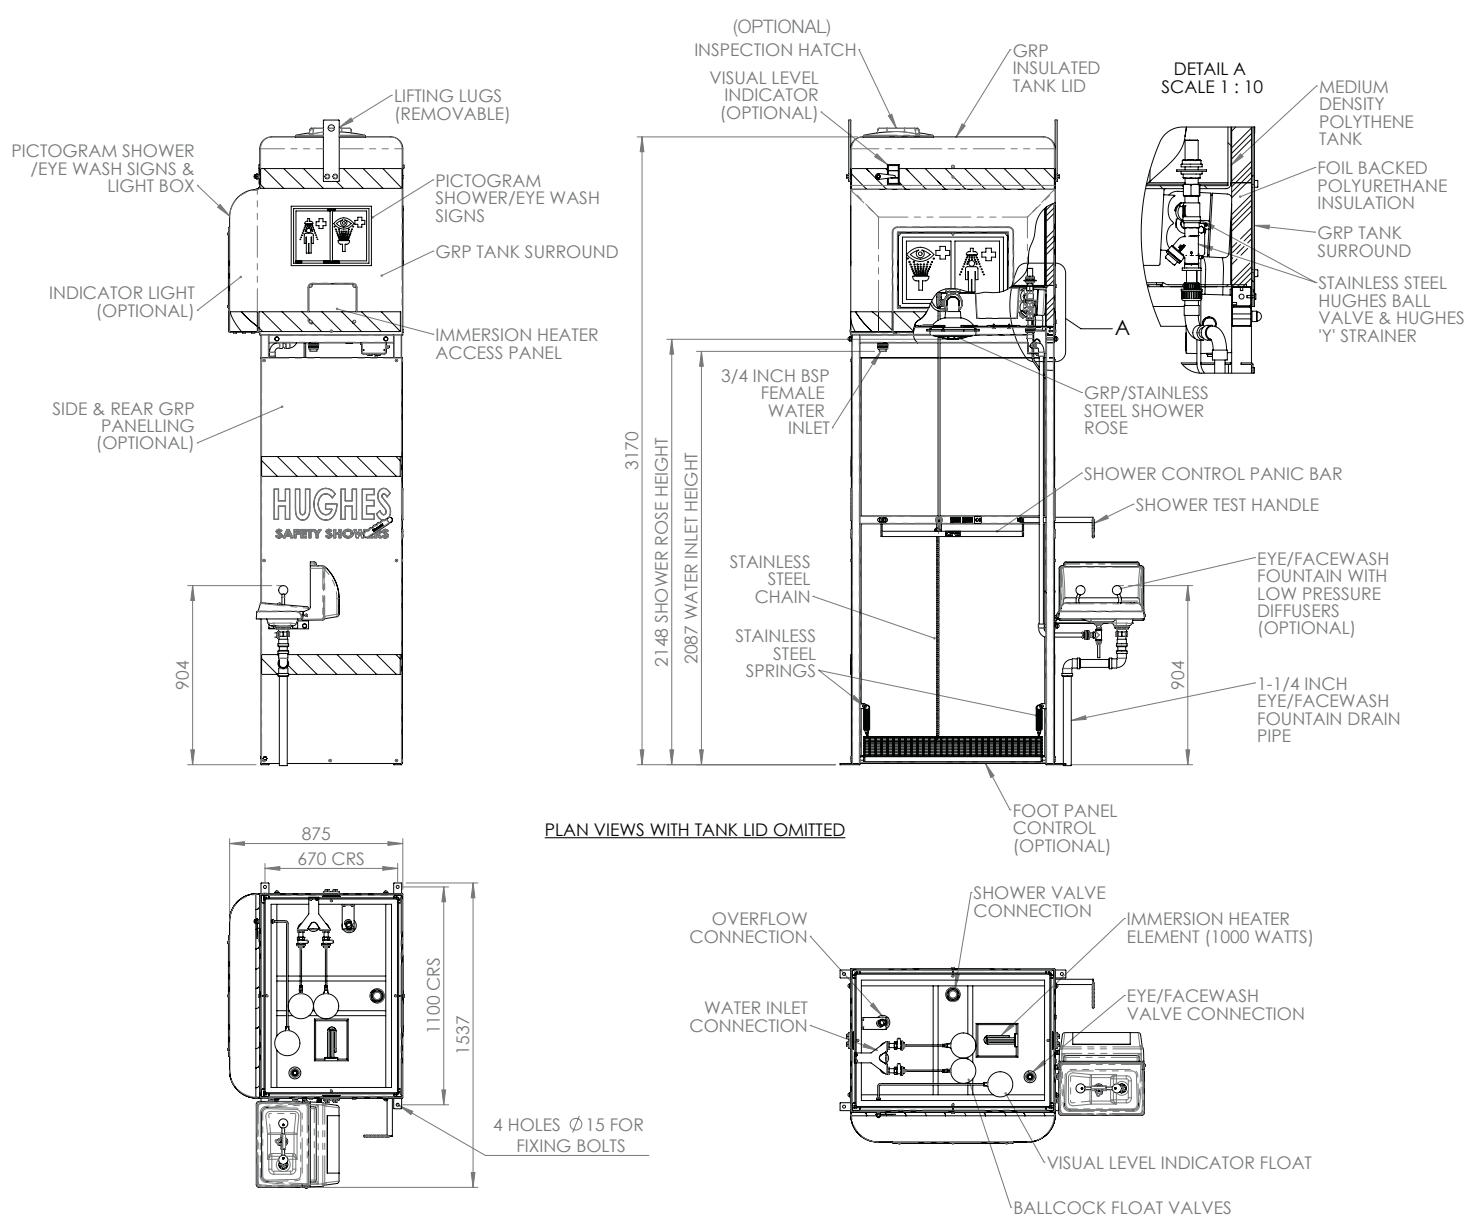 (OPTIONAL)
INSPECTION HATCH
VISUAL LEVEL
INDICATOR
(OPTIONAL)
GRP
INSULATED
TANK LID
DETAIL A
SCALE 1 : 10
MEDIUM
DENSITY
POLYTHENE
TANK
FOIL BACKED
POLYURETHANE
INSULATION
GRP TANK
SURROUND
STAINLESS STEEL
HUGHES BALL
VALVE & HUGHES
'Y' STRAINER
LIFTING LUGS
(REMOVABLE)
PICTOGRAM SHOWER
/EYE WASH SIGNS &
LIGHT BOX
PICTOGRAM
SHOWER/EYE WASH
SIGNS
GRP TANK SURROUND
INDICATOR LIGHT
(OPTIONAL)
IMMERSION HEATER
ACCESS PANEL
SIDE & REAR GRP
PANELLING
(OPTIONAL)
HUGHES
SAFETY SHOWERS
904
A
3/4 INCH BSP
FEMALE
WATER
INLET
GRP/STAINLESS
STEEL SHOWER
ROSE
3170
2148 SHOWER ROSE HEIGHT
2087 WATER INLET HEIGHT
SHOWER CONTROL PANIC BAR
SHOWER TEST HANDLE
STAINLESS
STEEL
CHAIN
STAINLESS
STEEL
SPRINGS
EYE/FACEWASH
FOUNTAIN WITH
LOW PRESSURE
DIFFUSERS
(OPTIONAL)
904
1-1/4 INCH
EYE/FACEWASH
FOUNTAIN DRAIN
PIPE
FOOT PANEL
CONTROL
(OPTIONAL)
PLAN VIEWS WITH TANK LID OMITTED
875
670 CRS
1100 CRS
1537
4 HOLES Ø15 FOR
FIXING BOLTS
SHOWER VALVE
CONNECTION
OVERFLOW
CONNECTION
IMMERSION HEATER
ELEMENT (1000 WATTS)
WATER INLET
CONNECTION
EYE/FACEWASH
VALVE CONNECTION
VISUAL LEVEL INDICATOR FLOAT
BALLCOCK FLOAT VALVES